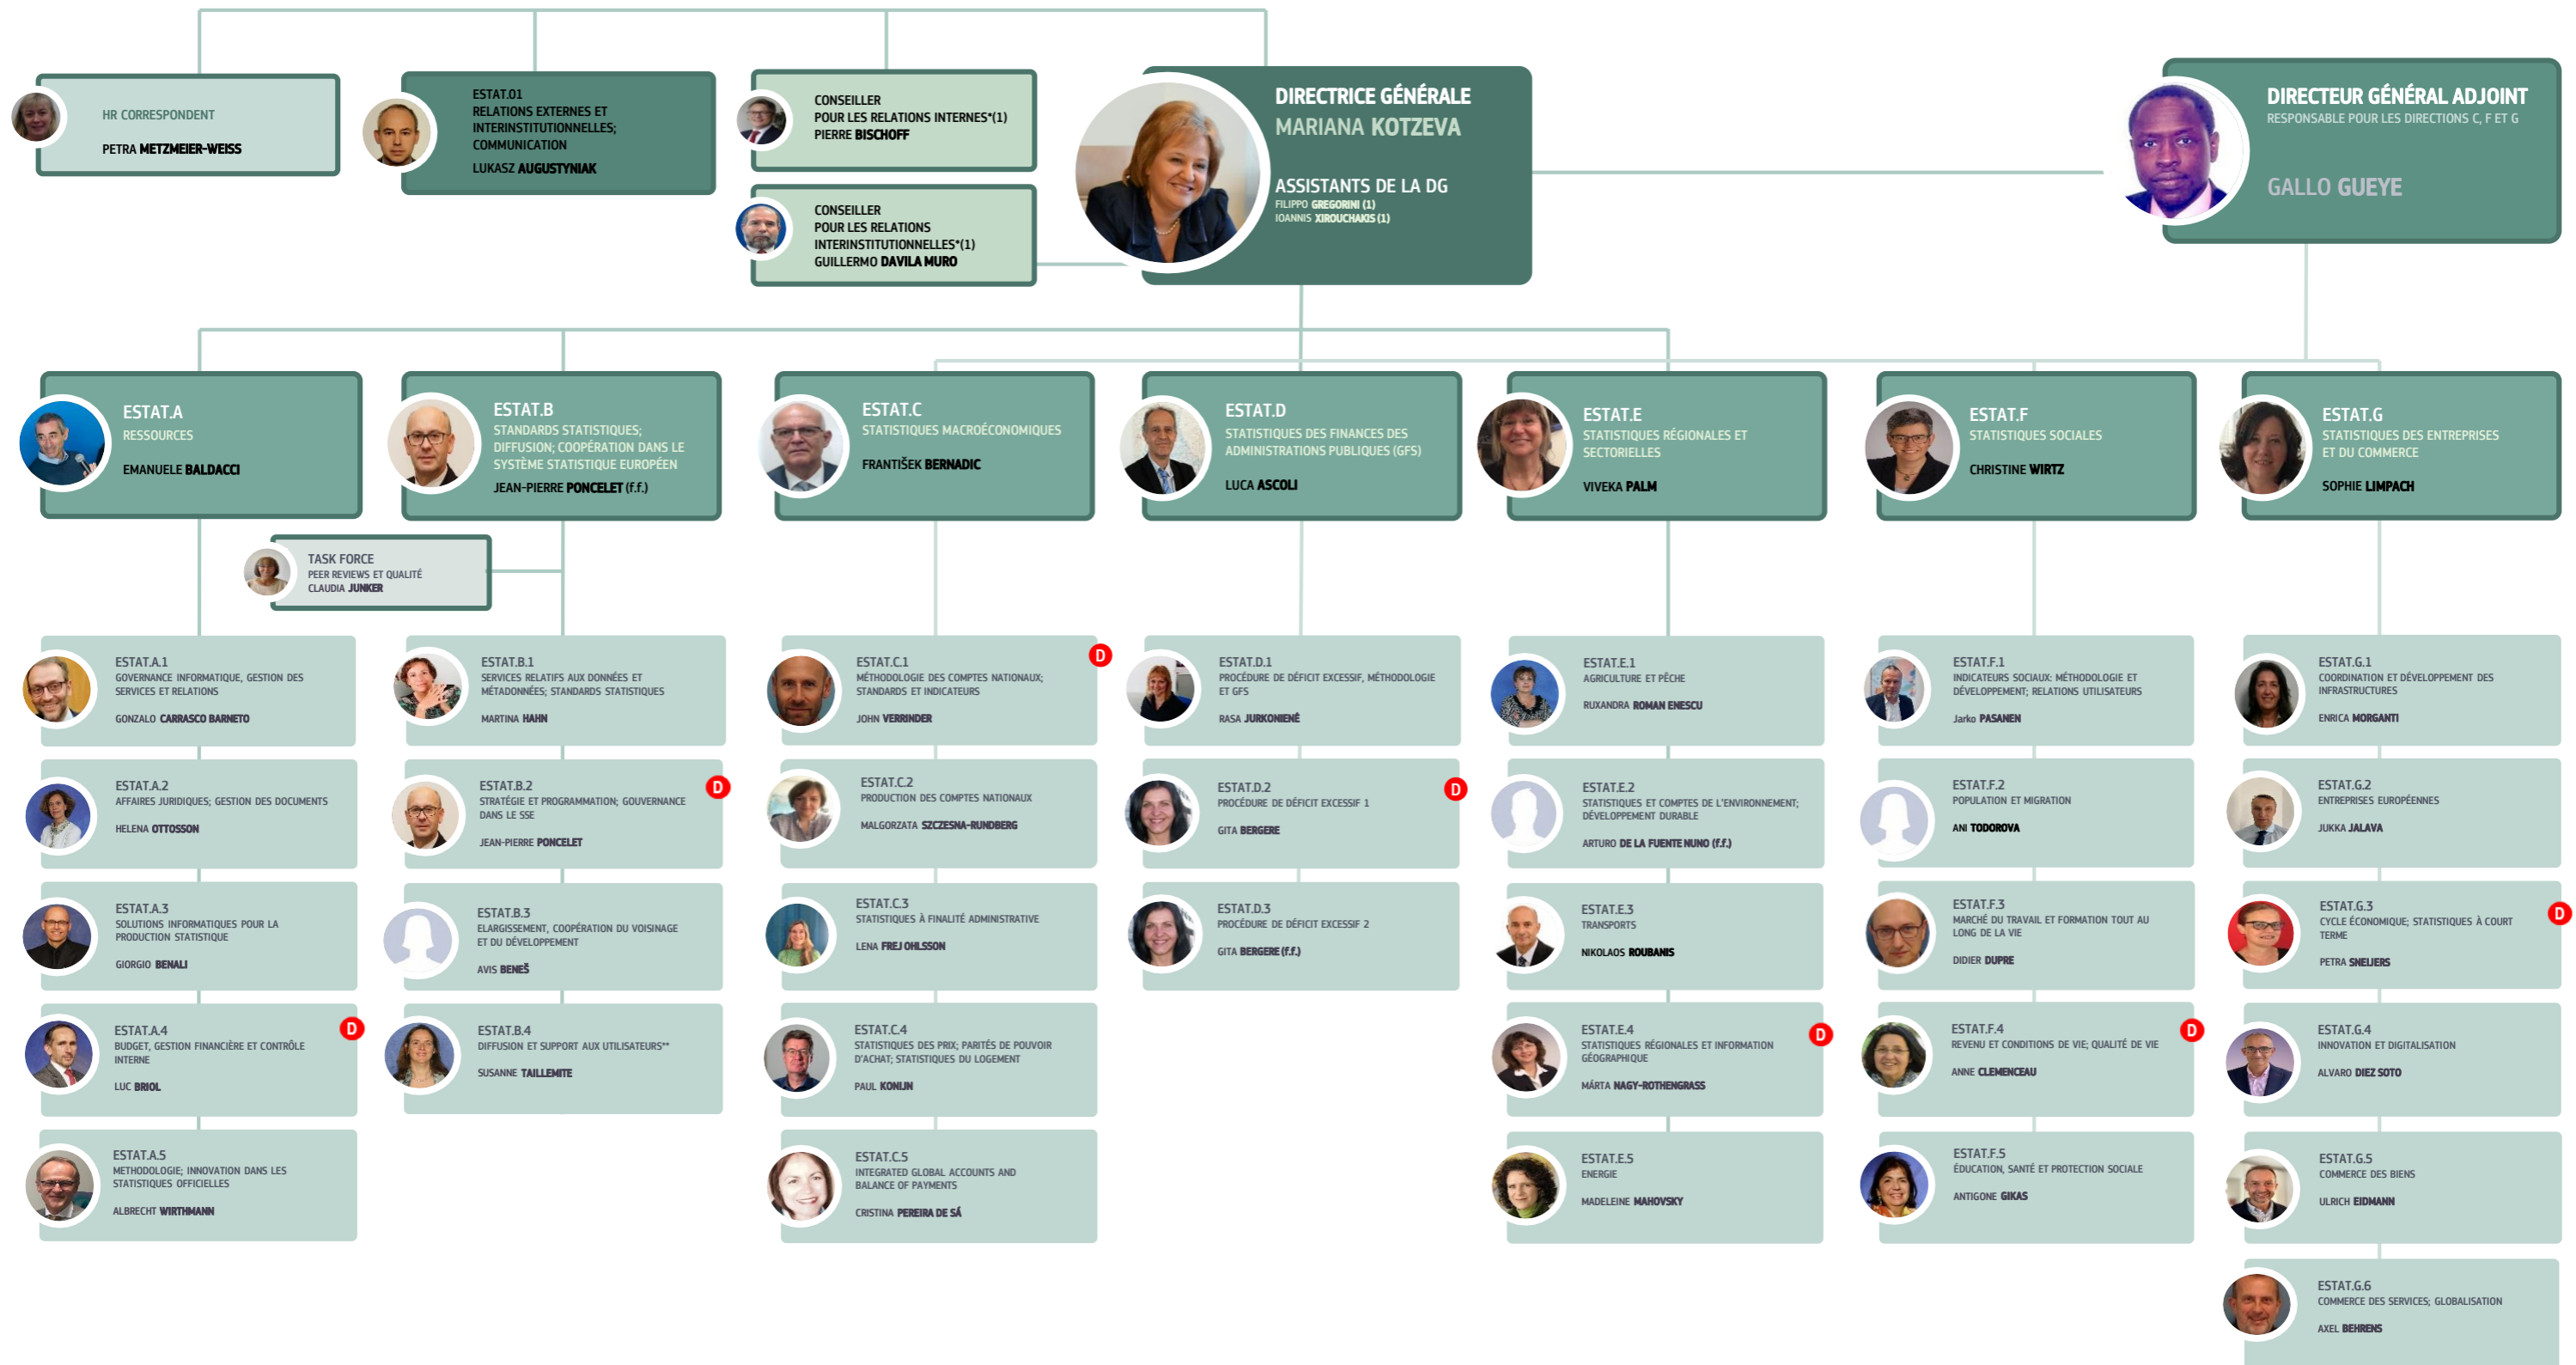 HR CORRESPONDENT
PETRA METZMEIER-WEISS
ESTAT.01
RELATIONS EXTERNES ET
INTERINSTITUTIONNELLES;
COMMUNICATION
LUKASZ AUGUSTYNIAK
CONSEILLER
POUR LES RELATIONS INTERNES*(1)
PIERRE BISCHOFF
CONSEILLER
POUR LES RELATIONS
INTERINSTITUTIONNELLES*(1)
GUILLERMO DAVILA MURO
DIRECTRICE GÉNÉRALE
MARIANA KOTZEVA
ASSISTANTS DE LA DG
FILIPPO GREGORINI (1)
IOANNIS XIROUCHAKIS (1)
DIRECTEUR GÉNÉRAL ADJOINT
RESPONSABLE POUR LES DIRECTIONS C, F ET G
GALLO GUEYE
ESTAT.A
RESSOURCES
EMANUELE BALDACCI
ESTAT.B
STANDARDS STATISTIQUES;
DIFFUSION; COOPÉRATION DANS LE
SYSTÈME STATISTIQUE EUROPÉEN
JEAN-PIERRE PONCELET (f.f.)
ESTAT.C
STATISTIQUES MACROÉCONOMIQUES
FRANTIŠEK BERNADIC
ESTAT.D
STATISTIQUES DES FINANCES DES
ADMINISTRATIONS PUBLIQUES (GFS)
LUCA ASCOLI
ESTAT.E
STATISTIQUES RÉGIONALES ET
SECTORIELLES
VIVEKA PALM
ESTAT.F
STATISTIQUES SOCIALES
CHRISTINE WIRTZ
ESTAT.G
STATISTIQUES DES ENTREPRISES
ET DU COMMERCE
SOPHIE LIMPACH
TASK FORCE
PEER REVIEWS ET QUALITÉ
CLAUDIA JUNKER
ESTAT.A.1
GOVERNANCE INFORMATIQUE, GESTION DES
SERVICES ET RELATIONS
GONZALO CARRASCO BARNETO
ESTAT.A.2
AFFAIRES JURIDIQUES; GESTION DES DOCUMENTS
HELENA OTTOSSON
ESTAT.A.3
SOLUTIONS INFORMATIQUES POUR LA
PRODUCTION STATISTIQUE
GIORGIO BENALI
ESTAT.A.4
D
BUDGET, GESTION FINANCIÈRE ET CONTRÔLE
INTERNE
LUC BRIOL
ESTAT.A.5
METHODOLOGIE; INNOVATION DANS LES
STATISTIQUES OFFICIELLES
ALBRECHT WIRTHMANN
ESTAT.B.1
SERVICES RELATIFS AUX DONNÉES ET
MÉTADONNÉES; STANDARDS STATISTIQUES
MARTINA HAHN
ESTAT.B.2
D
STRATÉGIE ET PROGRAMMATION; GOUVERNANCE
DANS LE SSE
JEAN-PIERRE PONCELET
ESTAT.B.3
ELARGISSEMENT, COOPÉRATION DU VOISINAGE
ET DU DÉVELOPPEMENT
AVIS BENEŠ
ESTAT.B.4
DIFFUSION ET SUPPORT AUX UTILISATEURS**
SUSANNE TAILLEMITE
ESTAT.C.1
D
MÉTHODOLOGIE DES COMPTES NATIONAUX;
STANDARDS ET INDICATEURS
JOHN VERRINDER
ESTAT.C.2
PRODUCTION DES COMPTES NATIONAUX
MALGORZATA SZCZESNA-RUNDBERG
ESTAT.C.3
STATISTIQUES À FINALITÉ ADMINISTRATIVE
LENA FREJ OHLSSON
ESTAT.C.4
STATISTIQUES DES PRIX; PARITÉS DE POUVOIR
D'ACHAT; STATISTIQUES DU LOGEMENT
PAUL KONIJN
ESTAT.C.5
INTEGRATED GLOBAL ACCOUNTS AND
BALANCE OF PAYMENTS
CRISTINA PEREIRA DE SÁ
ESTAT.D.1
PROCÉDURE DE DÉFICIT EXCESSIF, MÉTHODOLOGIE
ET GFS
RASA JURKONIENÈ
ESTAT.D.2
D
PROCÉDURE DE DÉFICIT EXCESSIF 1
GITA BERGERE
ESTAT.D.3
PROCÉDURE DE DÉFICIT EXCESSIF 2
GITA BERGERE (f.f.)
ESTAT.E.1
AGRICULTURE ET PÊCHE
RUXANDRA ROMAN ENESCU
ESTAT.E.2
STATISTIQUES ET COMPTES DE L'ENVIRONNEMENT;
DÉVELOPPEMENT DURABLE
ARTURO DE LA FUENTE NUNO (f.f.)
ESTAT.E.3
TRANSPORTS
NIKOLAOS ROUBANIS
ESTAT.E.4
D
STATISTIQUES RÉGIONALES ET INFORMATION
GÉOGRAPHIQUE
MÁRTA NAGY-ROTHENGRASS
ESTAT.E.5
ENERGIE
MADELEINE MAHOVSKY
ESTAT.F.1
INDICATEURS SOCIAUX: MÉTHODOLOGIE ET
DÉVELOPPEMENT; RELATIONS UTILISATEURS
Jarko PASANEN
ESTAT.F.2
POPULATION ET MIGRATION
ANI TODOROVA
ESTAT.F.3
MARCHÉ DU TRAVAIL ET FORMATION TOUT AU
LONG DE LA VIE
DIDIER DUPRE
ESTAT.F.4
D
REVENU ET CONDITIONS DE VIE; QUALITÉ DE VIE
ANNE CLEMENCEAU
ESTAT.F.5
ÉDUCATION, SANTÉ ET PROTECTION SOCIALE
ANTIGONE GIKAS
ESTAT.G.1
COORDINATION ET DÉVELOPPEMENT DES
INFRASTRUCTURES
ENRICA MORGANTI
ESTAT.G.2
ENTREPRISES EUROPÉENNES
JUKKA JALAVA
ESTAT.G.3
D
CYCLE ÉCONOMIQUE; STATISTIQUES À COURT
TERME
PETRA SNEIJERS
ESTAT.G.4
INNOVATION ET DIGITALISATION
ALVARO DIEZ SOTO
ESTAT.G.5
COMMERCE DES BIENS
ULRICH EIDMANN
ESTAT.G.6
COMMERCE DES SERVICES; GLOBALISATION
AXEL BEHRENS